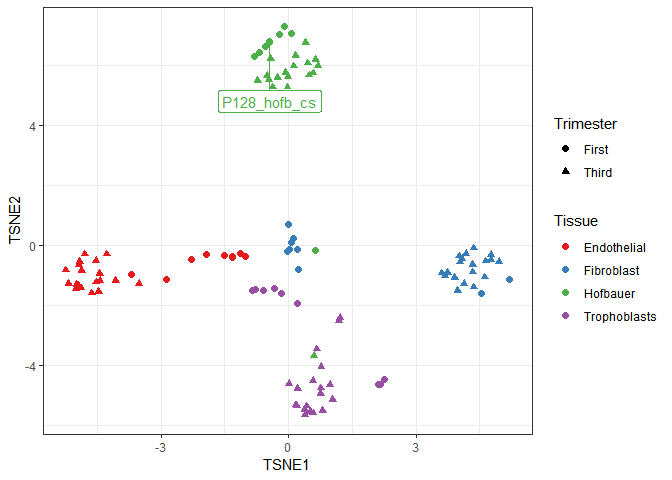 P128_hofb_cs
4
0
-4
TSNE2
-3
0
3
TSNE1
Trimester
First
Third
Tissue
Endothelial
Fibroblast
Hofbauer
Trophoblasts